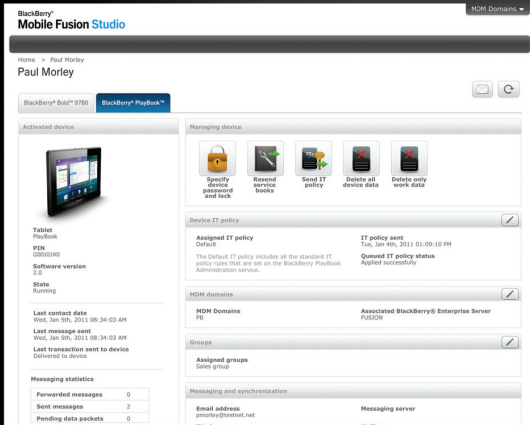 MDM Domains
BlackBerry®
Mobile Fusion Studio
Home > Paul Morley
Paul Morley
BlackBerry® Bold™ 9780
BlackBerry® PlayBook™
Activated device
Tablet
PlayBook
PIN
G00101K0
Software version
2.0
State
Running
Last contact date
Wed, Jan 5th, 2011 08:34:03 AM
Last message sent
Wed, Jan 5th, 2011 08:34:03 AM
Last transaction sent to device
Delivered to device
Messaging statistics
Forwarded messages 0
Sent messages 2
Pending data packets 0
Managing device
Specify
device
password
and lock
Resend
service
books
Send IT
policy
Delete all
device data
Delete only
work data
Device IT policy
Assigned IT policy
Default
The Default IT policy includes all the standard IT
policy rules that are set on the BlackBerry PlayBook
Administration service.
IT policy sent
Tue, Jan 4th, 2011 01:09:10 PM
Queued IT policy status
Applied successfully
MDM domains
MDM Domains
PB
Associated BlackBerry® Enterprise Server
FUSION
Groups
Assigned groups
Sales group
Messaging and synchronization
Email address
pmorley@testnet.net
Messaging server